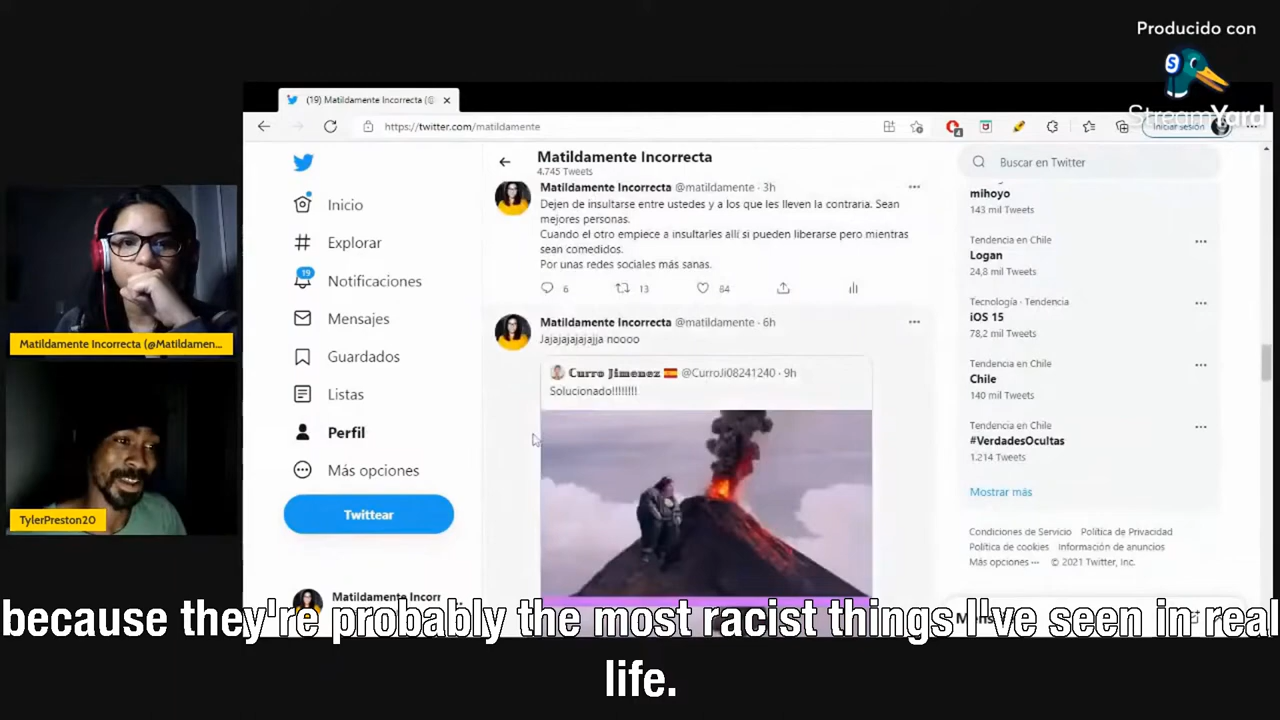 Producido con
StreamYard
(19) Matildamente Incorrecta (@
https://twitter.com/matildamente
Iniciar sesión
Matildamente Incorrecta
4.745 Tweets
Buscar en Twitter
Inicio
Explorar
19
Notificaciones
Mensajes
Guardados
Listas
Perfil
Más opciones
Twittear
Matildamente Incorr
Matildamente Incorrecta @matildamente · 3h
Dejen de insultarse entre ustedes y a los que les lleven la contraria. Sean
mejores personas.
Cuando el otro empiece a insultarles allí si pueden liberarse pero mientras
sean comedidos.
Por unas redes sociales más sanas.
6 13 84
Matildamente Incorrecta @matildamente · 6h
Jajajajajajajja noooo
Curro Jimenez @CurroJi08241240 · 9h
Solucionado!!!!!!!!
mihoyo
143 mil Tweets
Tendencia en Chile
Logan
24,8 mil Tweets
Tecnología · Tendencia
iOS 15
78,2 mil Tweets
Tendencia en Chile
Chile
140 mil Tweets
Tendencia en Chile
#VerdadesOcultas
1.214 Tweets
Mostrar más
Condiciones de Servicio Política de Privacidad
Política de cookies Información de anuncios
Más opciones ··· © 2021 Twitter, Inc.
Matildamente Incorrecta (@Matildamen...
TylerPreston20
because they're probably the most racist things I've seen in real
life.